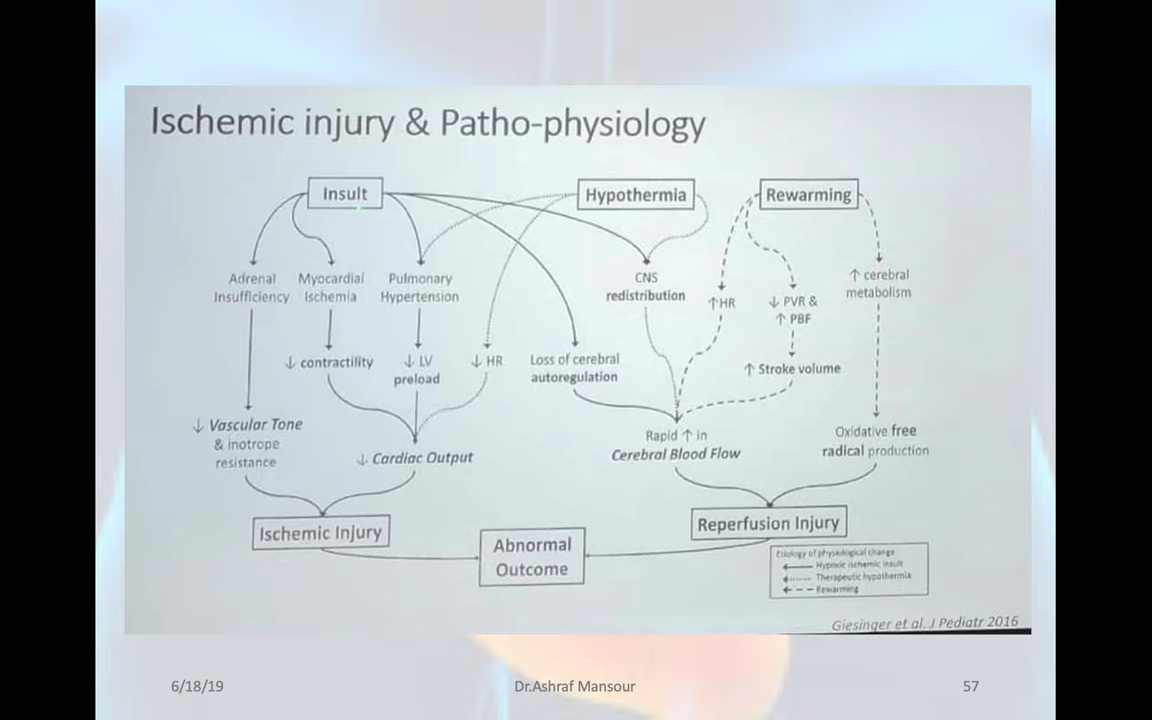 Ischemic injury & Patho-physiology
Insult
Hypothermia
Rewarming
Adrenal
Insufficiency
Myocardial
Ischemia
Pulmonary
Hypertension
CNS
redistribution
↑HR
↓ PVR &
↑ PBF
↑ cerebral
metabolism
↓ contractility
↓ LV
preload
↓ HR
Loss of cerebral
autoregulation
↑ Stroke volume
↓ Vascular Tone
& inotrope
resistance
↓ Cardiac Output
Rapid ↑ in
Cerebral Blood Flow
Oxidative free
radical production
Ischemic Injury
Abnormal
Outcome
Reperfusion Injury
Etiology of physiological change
Hypoxic ischemic insult
Therapeutic hypothermia
Rewarming
Giesinger et al. J Pediatr 2016
6/18/19
Dr.Ashraf Mansour
57